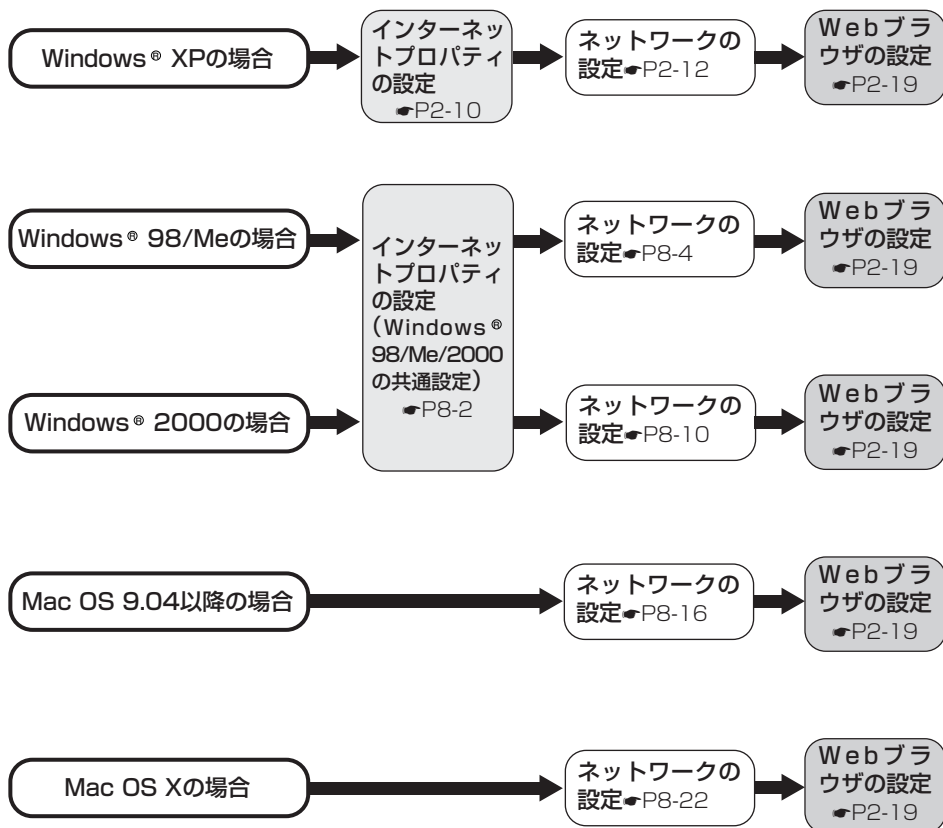 Windows® XPの場合
インターネッ
トプロパティ
の設定
☛P2-10
ネットワークの
設定☛P2-12
Webブラ
ウザの設定
☛P2-19
Windows® 98/Meの場合
インターネッ
トプロパティ
の設定
(Windows®
98/Me/2000
の共通設定)
☛P8-2
ネットワークの
設定☛P8-4
Webブラ
ウザの設定
☛P2-19
Windows® 2000の場合
ネットワークの
設定☛P8-10
Webブラ
ウザの設定
☛P2-19
Mac OS 9.04以降の場合
ネットワークの
設定☛P8-16
Webブラ
ウザの設定
☛P2-19
Mac OS Xの場合
ネットワークの
設定☛P8-22
Webブラ
ウザの設定
☛P2-19